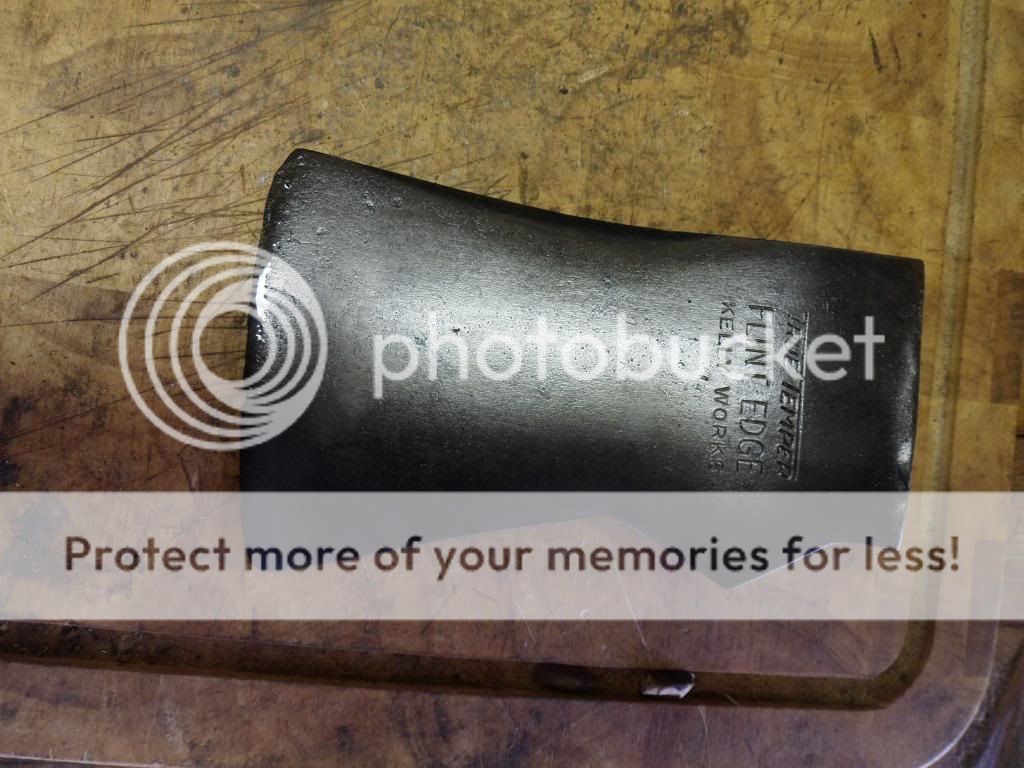 photobucket
TRUE TEMPER
FLINT EDGE
KELLY WORKS
Protect more of your memories for less!